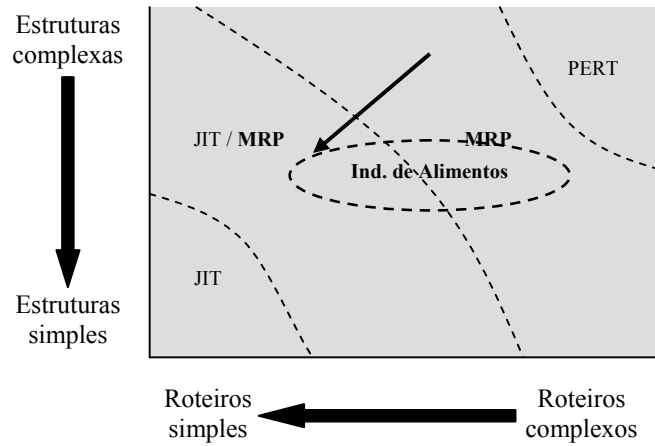 Estruturas
complexas
PERT
JIT / MRP
MRP
Ind. de Alimentos
JIT
Estruturas
simples
Roteiros
simples
Roteiros
complexos